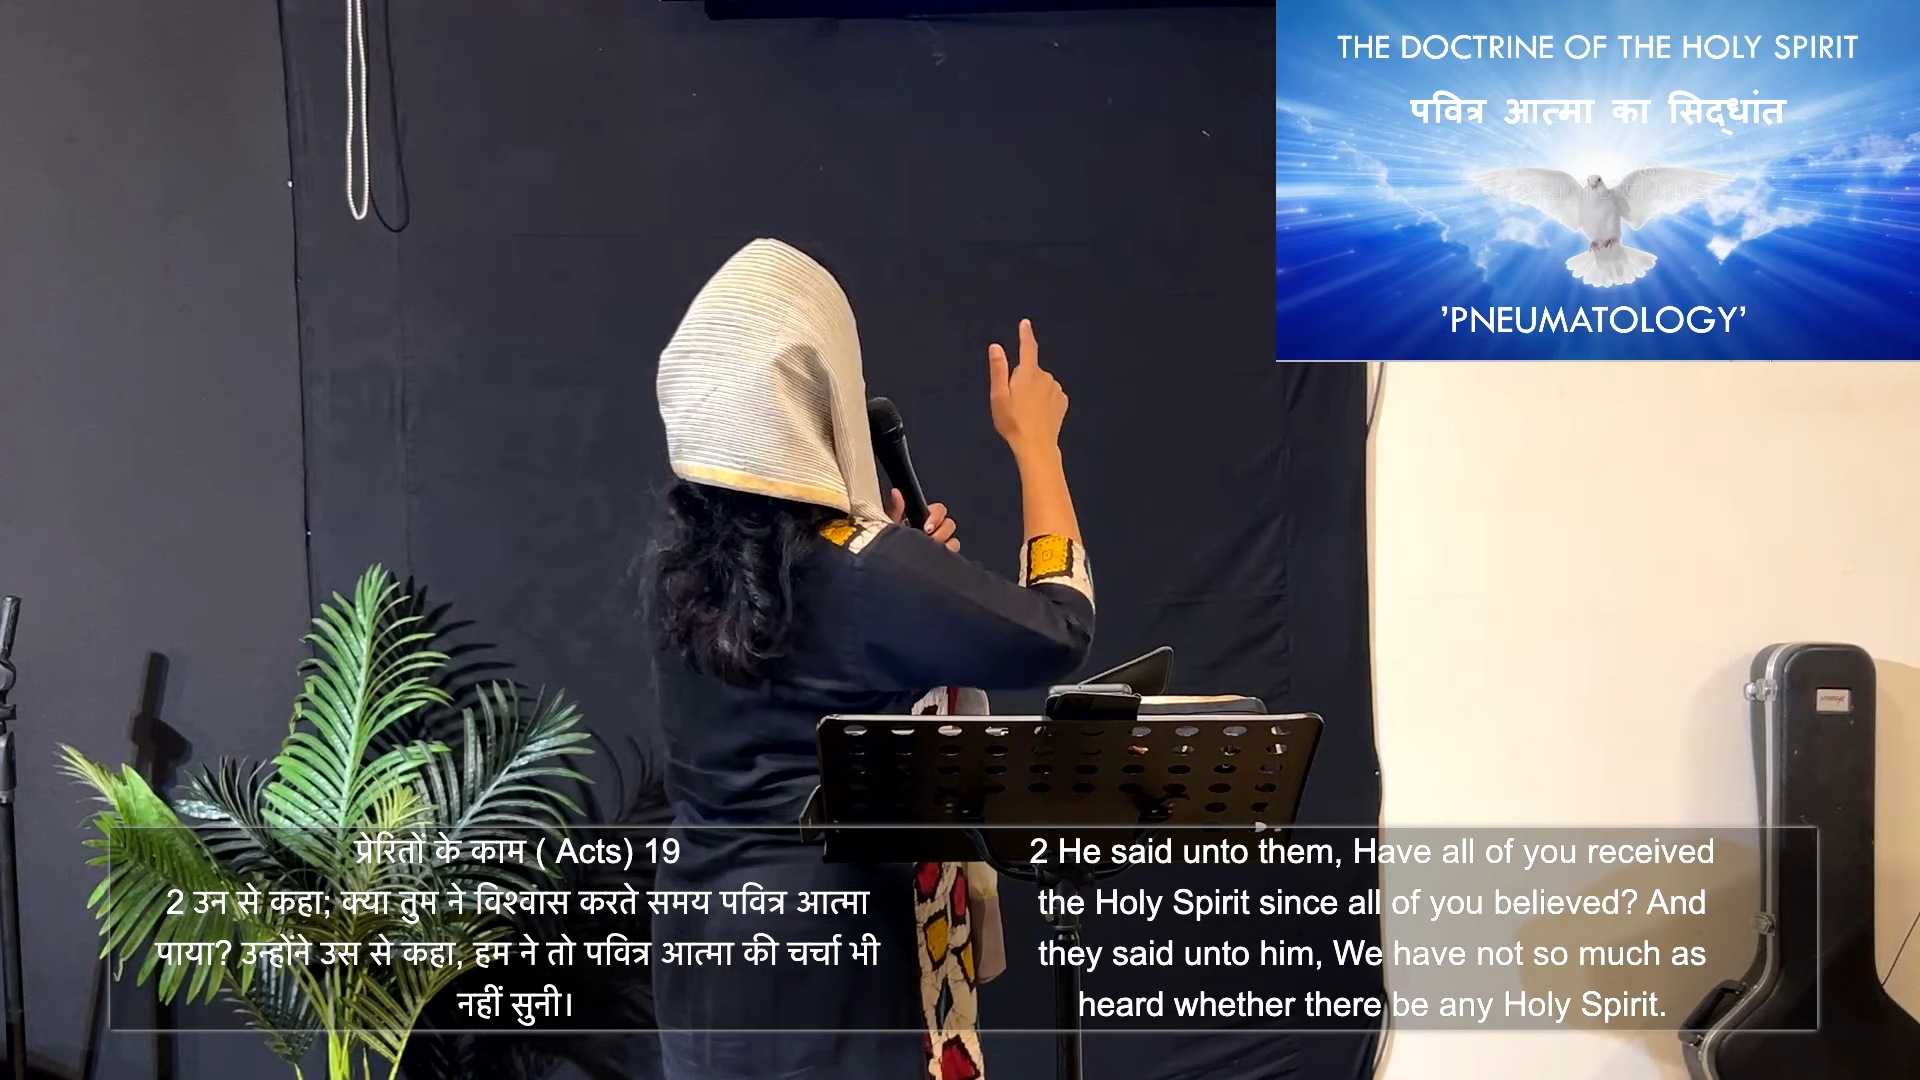 THE DOCTRINE OF THE HOLY SPIRIT
पवित्र आत्मा का सिद्धांत
'PNEUMATOLOGY'
प्रेरितों के काम ( Acts) 19
2 उन से कहा; क्या तुम ने विश्वास करते समय पवित्र आत्मा
पाया? उन्होंने उस से कहा, हम ने तो पवित्र आत्मा की चर्चा भी
नहीं सुनी।
2 He said unto them, Have all of you received
the Holy Spirit since all of you believed? And
they said unto him, We have not so much as
heard whether there be any Holy Spirit.